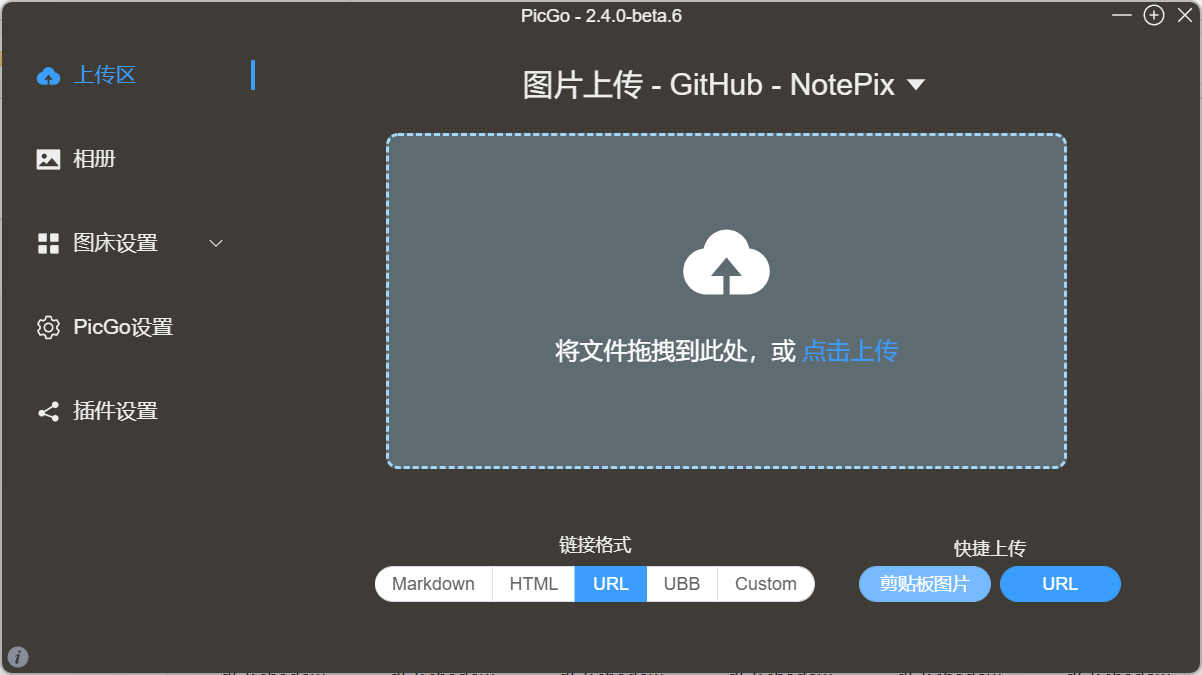 PicGo - 2.4.0-beta.6
上传区
图片上传 - GitHub - NotePix
相册
图床设置
PicGo设置
插件设置
将文件拖拽到此处，或 点击上传
链接格式
Markdown HTML URL UBB Custom
快捷上传
剪贴板图片 URL